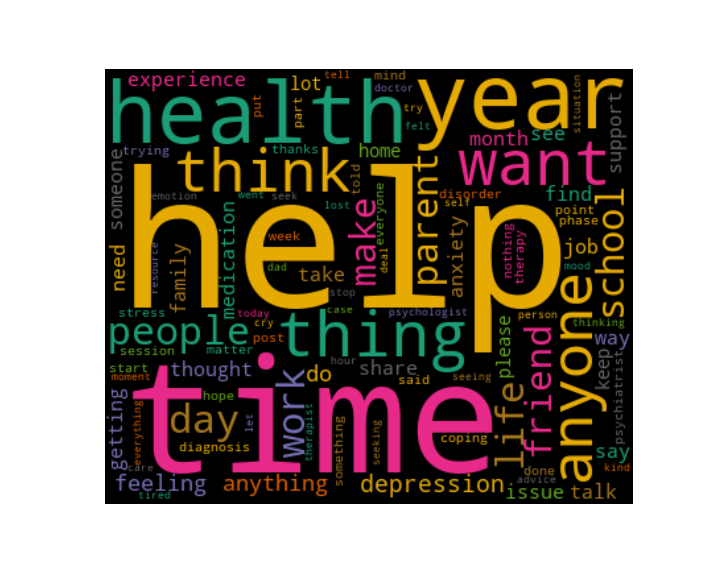 experience
lot
tell
mind
doctor
year
health
put
part
try
felt
situation
support
month
see
trying
thanks
home
want
someone
think
told
parent
disorder
find
emotion
went
seek
lost
everyone
self
point
phase
help
make
anxiety
school
need
resource
family
medication
week
dad
take
deal
nothing
therapy
job
mood
stop
stress
today
case
psychologist
person
thinking
people
cry
thing
anyone
post
please
friend
way
session
matter
start
thought
hour
share
seeing
keep
psychiatrist
moment
time
do
said
life
hope
work
day
let
getting
everything
therapist
something
seeking
coping
say
diagnosis
care
done
kind
advice
feeling
anything
depression
issue
talk
tired